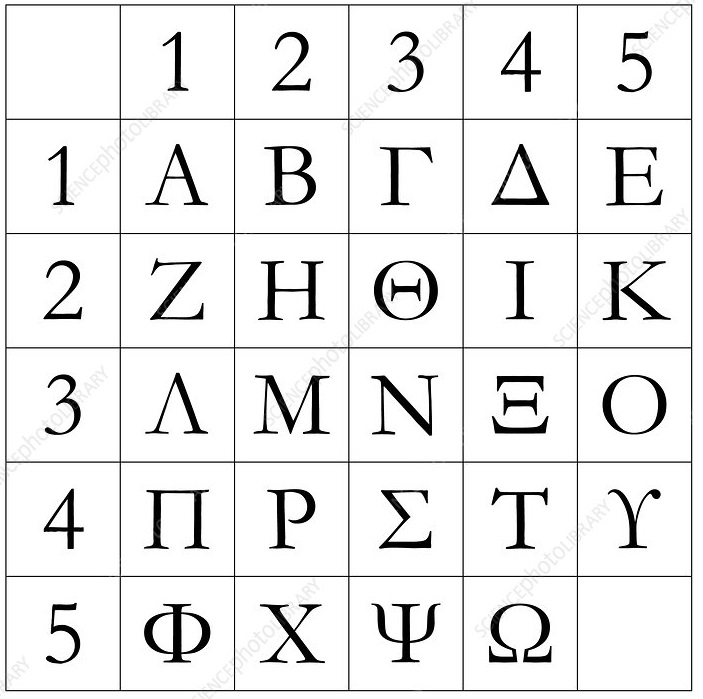 1 2 3 4 5
1 Α Β Γ Δ Ε
2 Ζ Η Θ Ι Κ
3 Λ Μ Ν Ξ Ο
4 Π Ρ Σ Τ ϒ
5 Φ Χ Ψ Ω
SCIENCEphotoLIBRARY